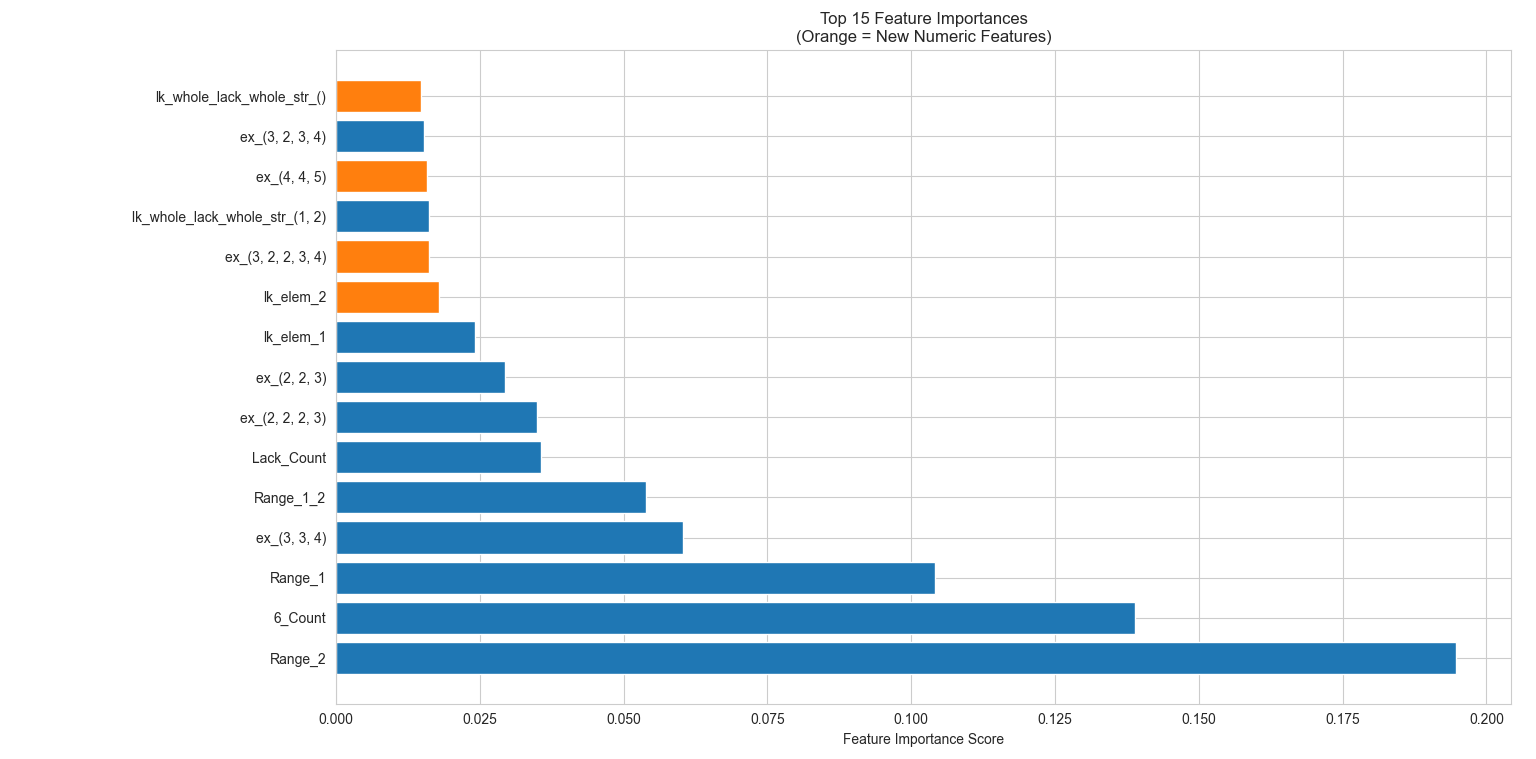 Top 15 Feature Importances
(Orange = New Numeric Features)
lk_whole_lack_whole_str_()
ex_(3, 2, 3, 4)
ex_(4, 4, 5)
lk_whole_lack_whole_str_(1, 2)
ex_(3, 2, 2, 3, 4)
lk_elem_2
lk_elem_1
ex_(2, 2, 3)
ex_(2, 2, 2, 3)
Lack_Count
Range_1_2
ex_(3, 3, 4)
Range_1
6_Count
Range_2
0.000 0.025 0.050 0.075 0.100 0.125 0.150 0.175 0.200
Feature Importance Score